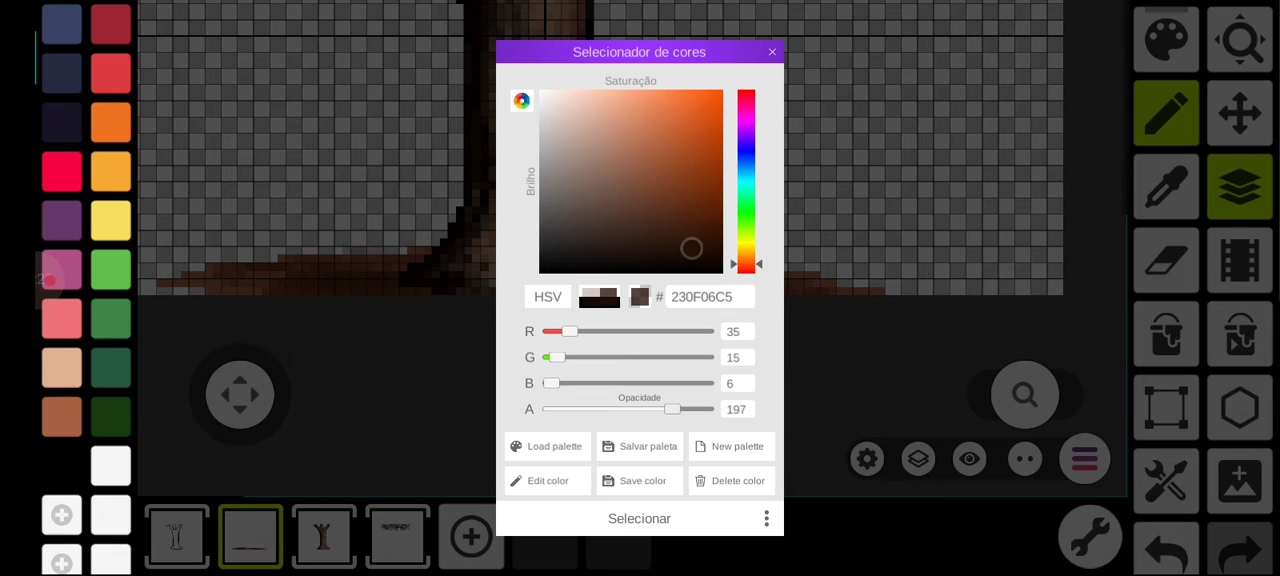 Selecionador de cores
Saturação
Brilho
HSV
# 230F06C5
R 35
G 15
B 6
Opacidade
A 197
Load palette Salvar paleta New palette
Edit color Save color Delete color
Selecionar